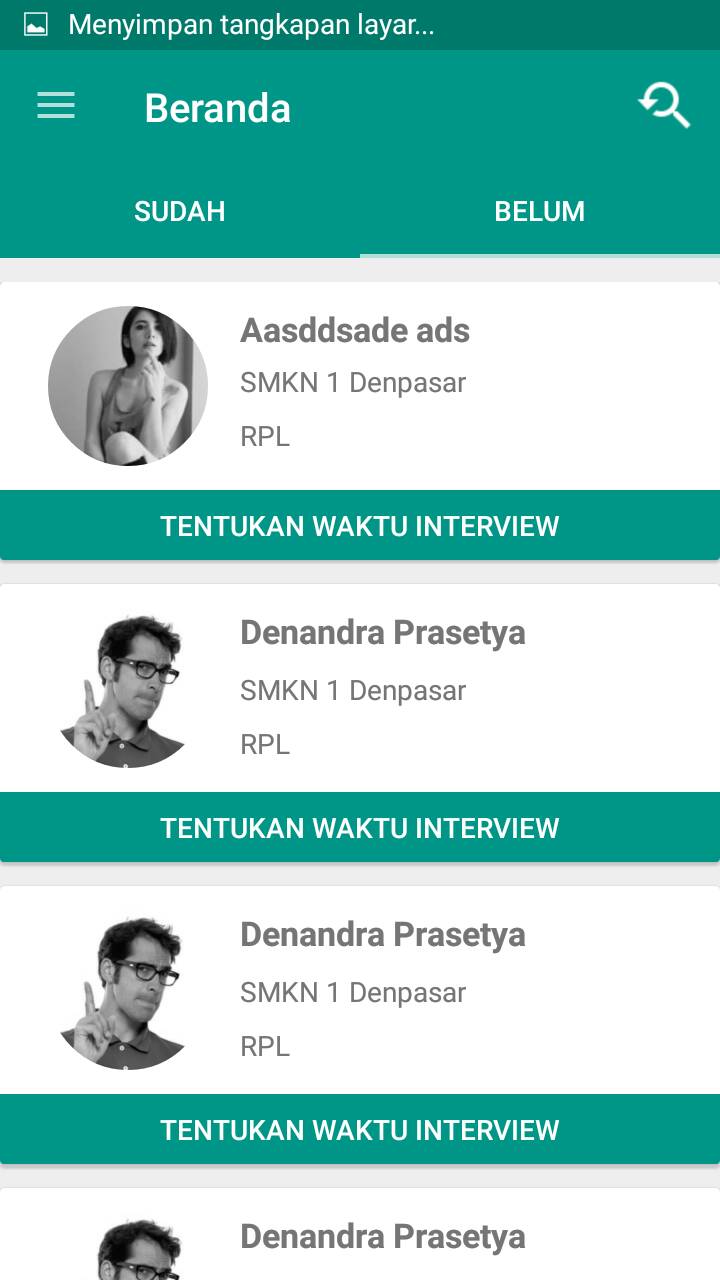 Menyimpan tangkapan layar...
Beranda
SUDAH
BELUM
Aasddsade ads
SMKN 1 Denpasar
RPL
TENTUKAN WAKTU INTERVIEW
Denandra Prasetya
SMKN 1 Denpasar
RPL
TENTUKAN WAKTU INTERVIEW
Denandra Prasetya
SMKN 1 Denpasar
RPL
TENTUKAN WAKTU INTERVIEW
Denandra Prasetya